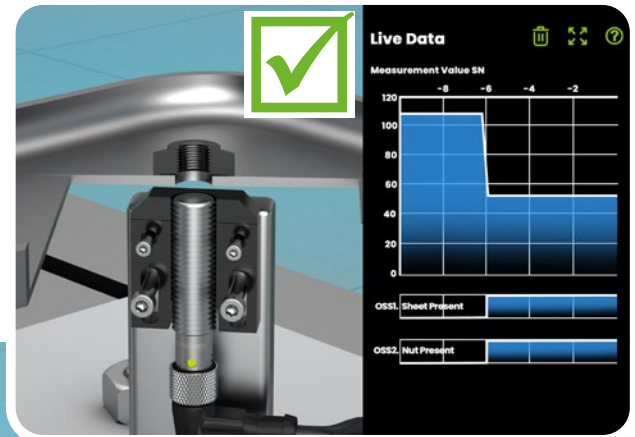 Live Data
Measurement Value SN
-8 -6 -4 -2
120
100
80
60
40
20
0
OSS1. Sheet Present
OSS2. Nut Present